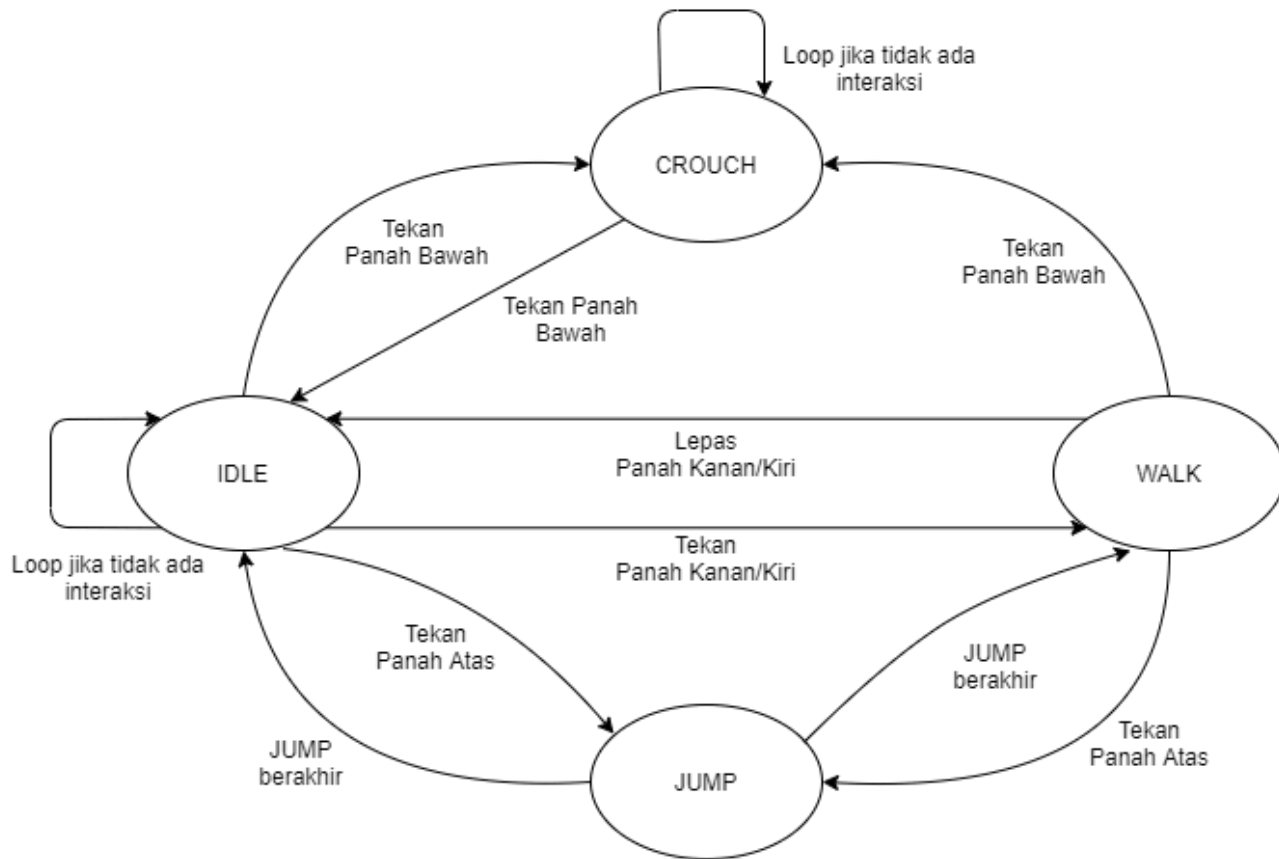 Loop jika tidak ada
interaksi
CROUCH
Tekan
Panah Bawah
Tekan
Panah Bawah
Tekan Panah
Bawah
Lepas
Panah Kanan/Kiri
IDLE
WALK
Tekan
Panah Kanan/Kiri
Loop jika tidak ada
interaksi
Tekan
Panah Atas
JUMP
berakhir
Tekan
Panah Atas
JUMP
berakhir
JUMP